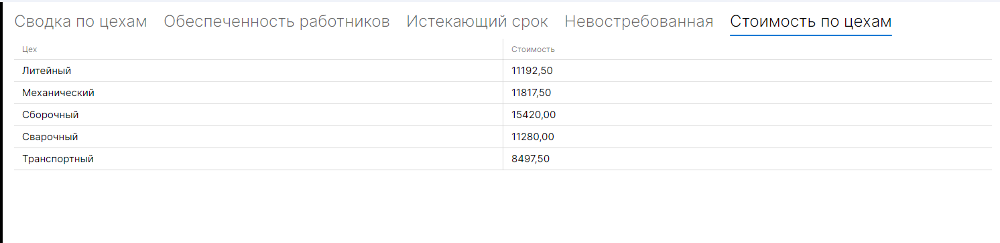 Сводка по цехам Обеспеченность работников Истекающий срок Невостребованная Стоимость по цехам
Цех Стоимость
Литейный 11192,50
Механический 11817,50
Сборочный 15420,00
Сварочный 11280,00
Транспортный 8497,50